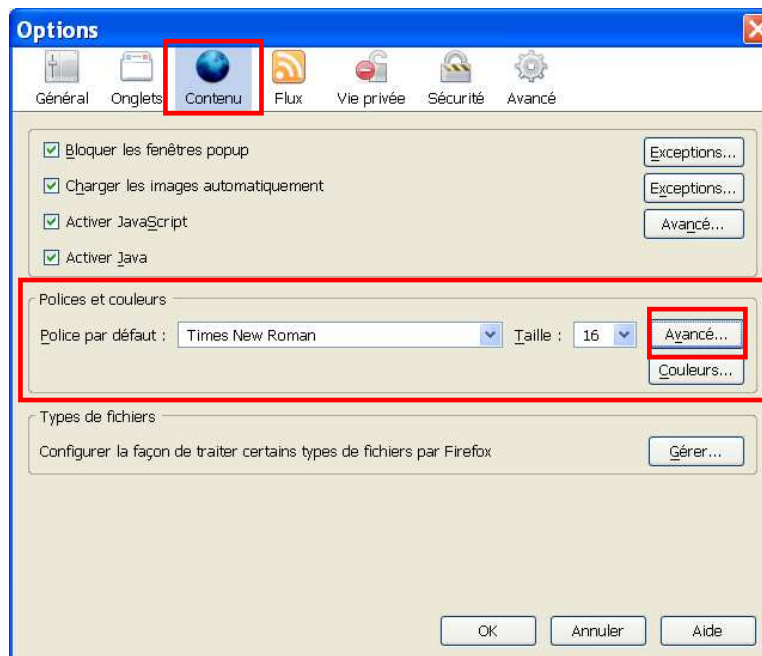 Options
Général Onglets Contenu Flux Vie privée Sécurité Avancé
Bloquer les fenêtres popup Exceptions...
Charger les images automatiquement Exceptions...
Activer JavaScript Avancé...
Activer Java
Polices et couleurs
Police par défaut : Times New Roman Taille : 16 Avancé...
Couleurs...
Types de fichiers
Configurer la façon de traiter certains types de fichiers par Firefox Gérer...
OK Annuler Aide